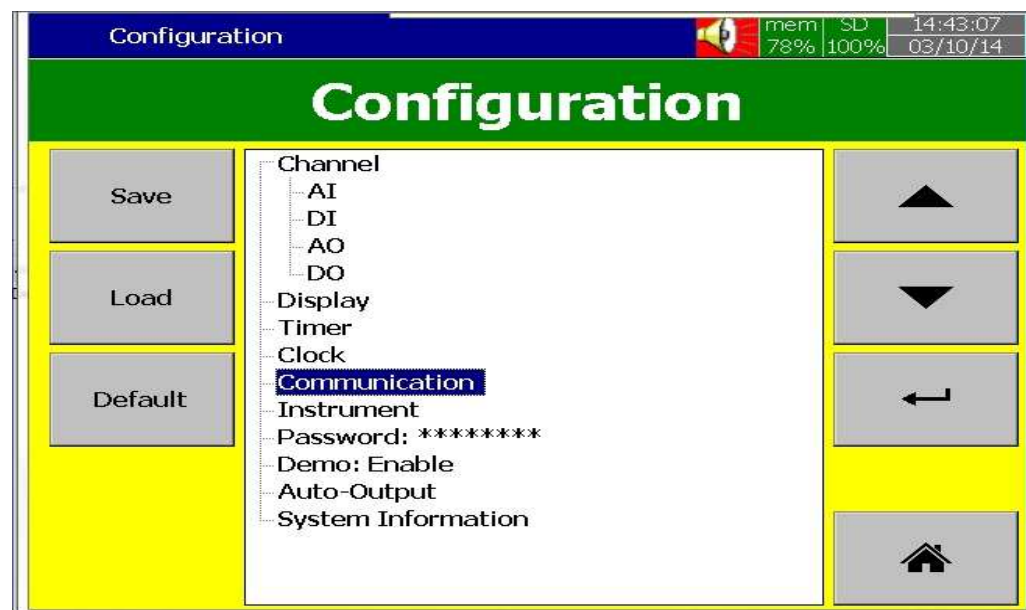 Configuration
mem SD 14:43:07
78% 100% 03/10/14
Configuration
Save
Load
Default
Channel
AI
DI
AO
DO
Display
Timer
Clock
Communication
Instrument
Password: ********
Demo: Enable
Auto-Output
System Information